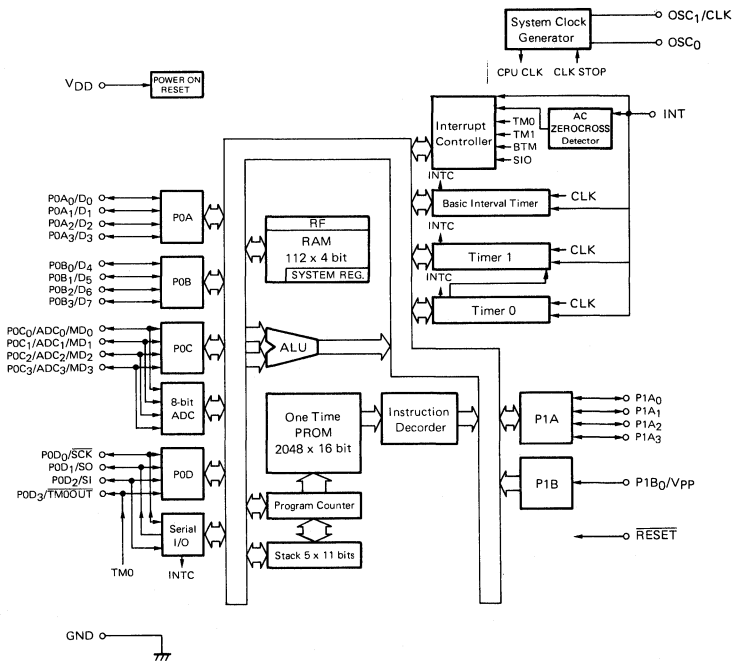 System Clock
Generator
OSC₁/CLK
OSC₀
CPU CLK
CLK STOP
VDD
POWER ON
RESET
Interrupt
Controller
TM0
TM1
BTM
SIO
AC
ZEROCROSS
Detector
INT
INTC
Basic Interval Timer
CLK
INTC
Timer 1
CLK
INTC
Timer 0
CLK
P0A₀/D₀
P0A₁/D₁
P0A₂/D₂
P0A₃/D₃
P0A
P0B₀/D₄
P0B₁/D₅
P0B₂/D₆
P0B₃/D₇
P0B
RF
RAM
112 x 4 bit
SYSTEM REG.
P0C₀/ADC₀/MD₀
P0C₁/ADC₁/MD₁
P0C₂/ADC₂/MD₂
P0C₃/ADC₃/MD₃
P0C
8-bit
ADC
ALU
One Time
PROM
2048 x 16 bit
Instruction
Decorder
P1A
P1A₀
P1A₁
P1A₂
P1A₃
P0D₀/S̅C̅K̅
P0D₁/SO
P0D₂/SI
P0D₃/T̅M̅0̅O̅U̅T̅
P0D
Serial
I/O
TM0
INTC
Program Counter
Stack 5 x 11 bits
P1B
P1B₀/VPP
R̅E̅S̅E̅T̅
GND